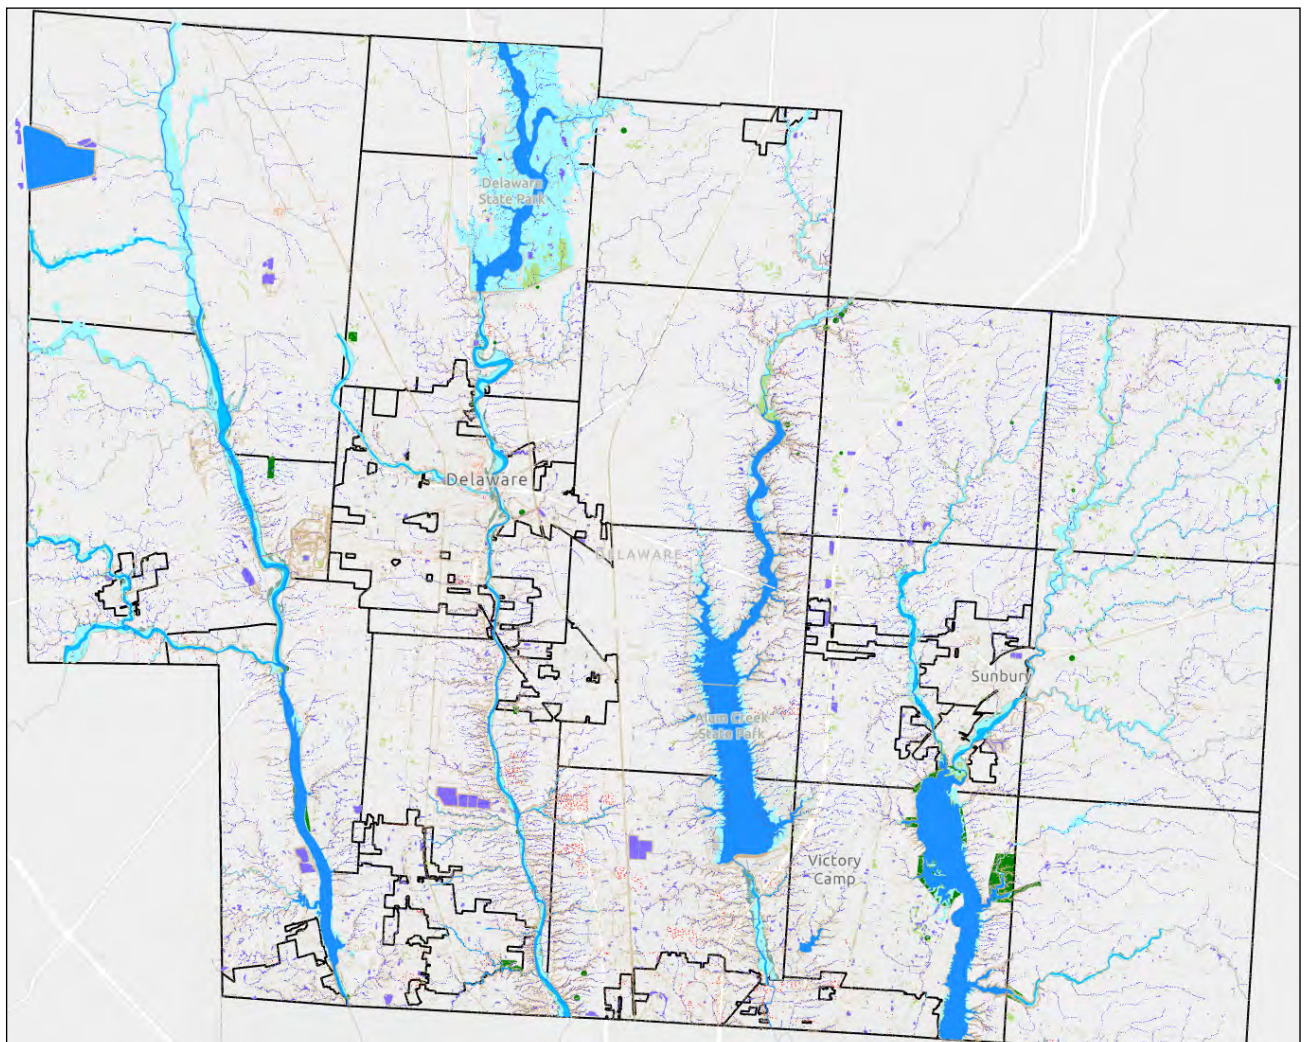 Delaware
State Park
Delaware
DELAWARE
Sunbury
Alum Creek
State Park
Victory
Camp